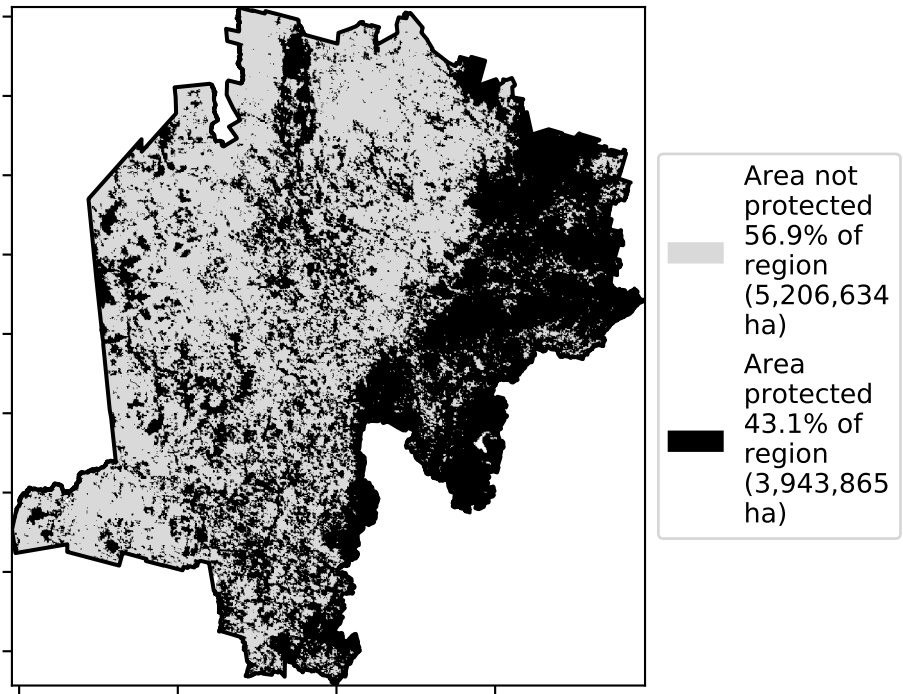 Area not
protected
56.9% of
region
(5,206,634
ha)
Area
protected
43.1% of
region
(3,943,865
ha)